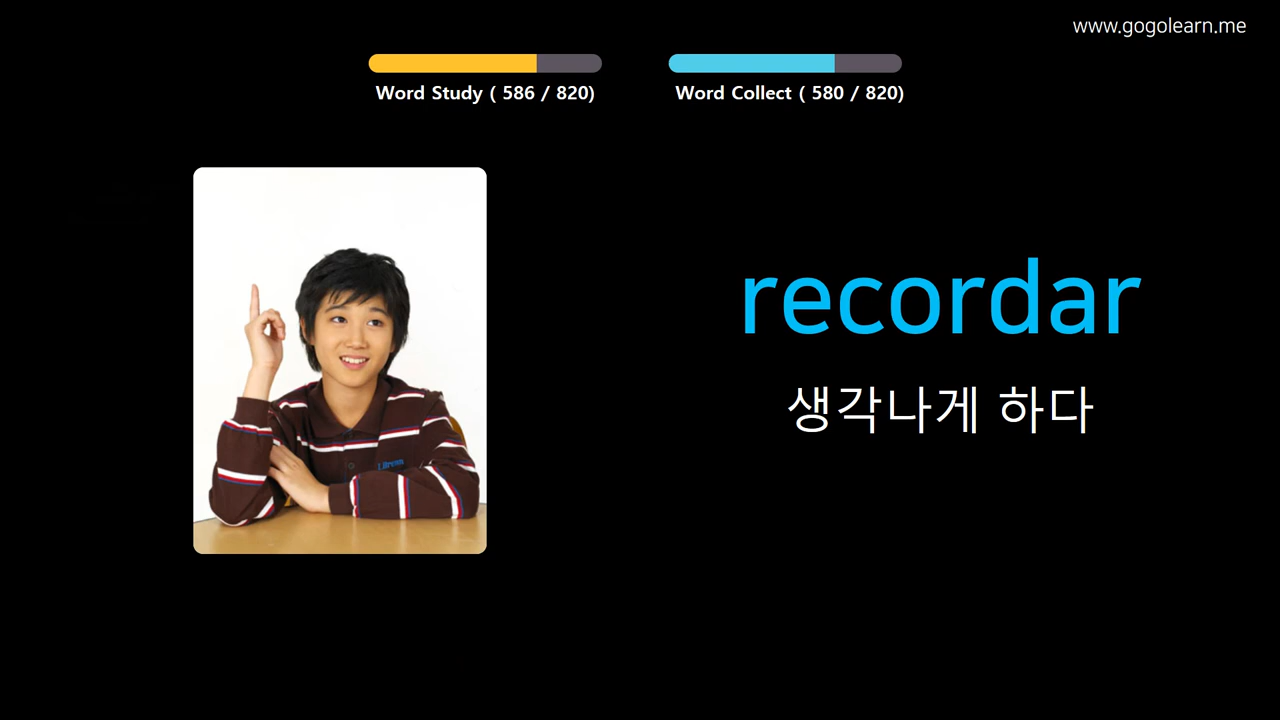 www.gogolearn.me
Word Study ( 586 / 820)
Word Collect ( 580 / 820)
recordar
생각나게 하다